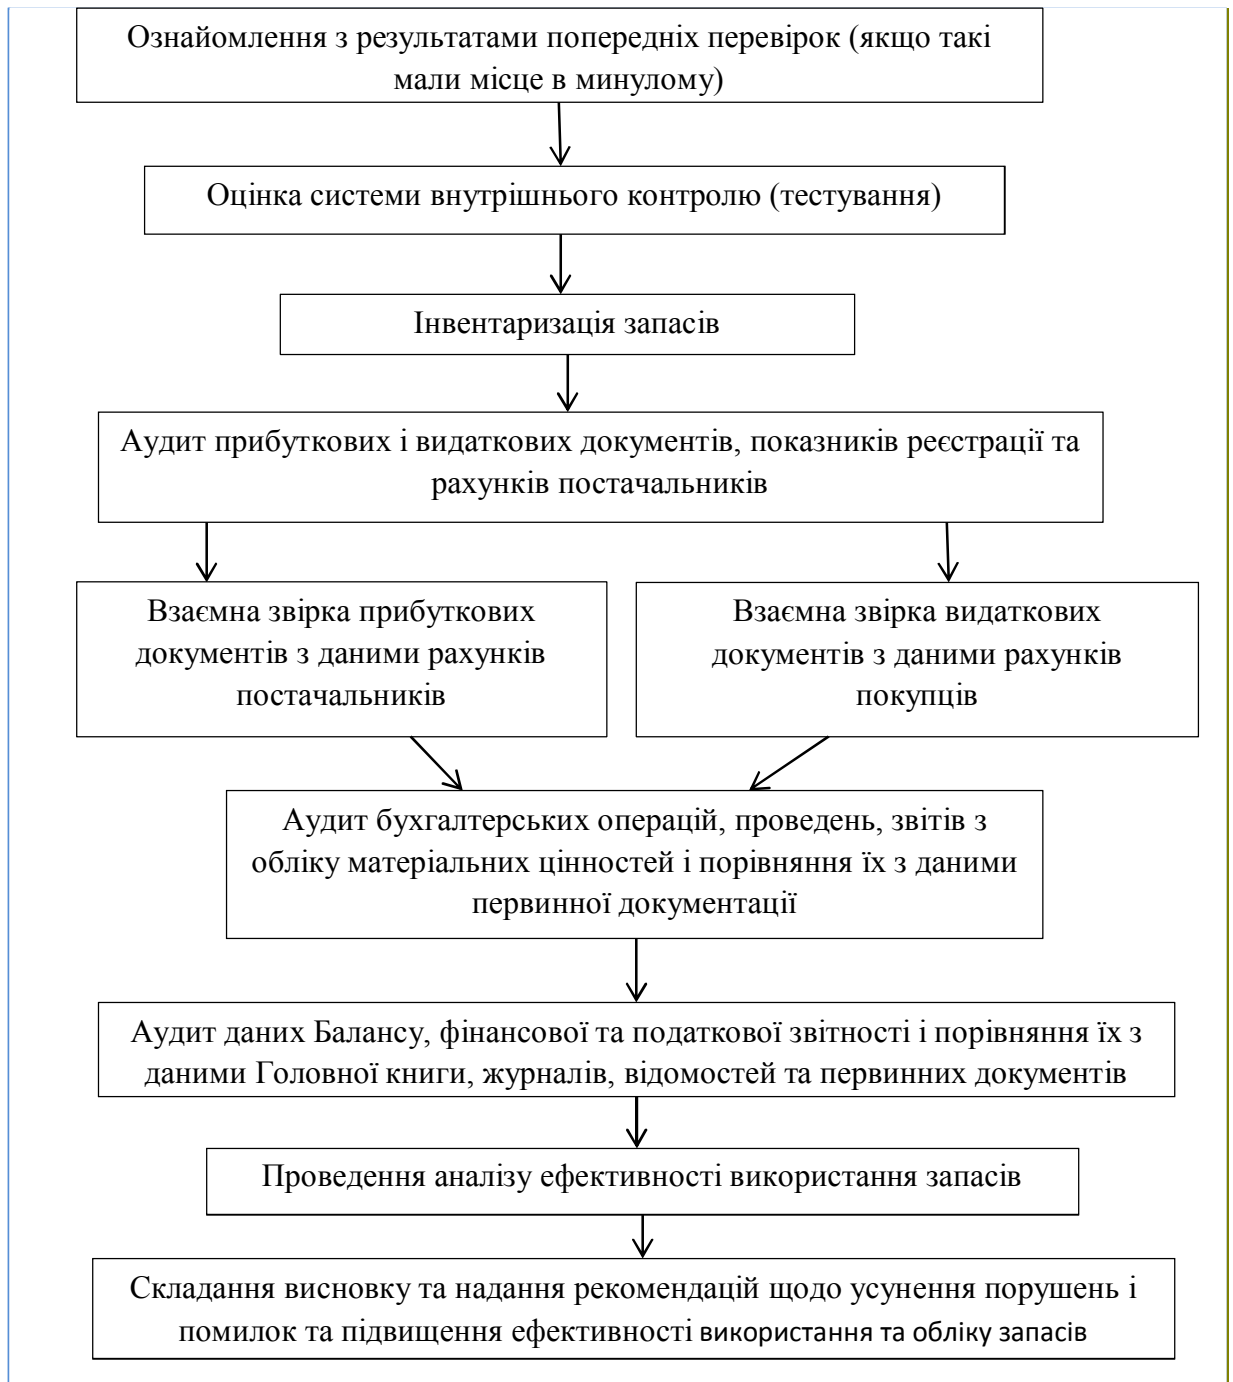 Ознайомлення з результатами попередніх перевірок (якщо такі
мали місце в минулому)
Оцінка системи внутрішнього контролю (тестування)
Інвентаризація запасів
Аудит прибуткових і видаткових документів, показників реєстрації та
рахунків постачальників
Взаємна звірка прибуткових
документів з даними рахунків
постачальників
Взаємна звірка видаткових
документів з даними рахунків
покупців
Аудит бухгалтерських операцій, проведень, звітів з
обліку матеріальних цінностей і порівняння їх з даними
первинної документації
Аудит даних Балансу, фінансової та податкової звітності і порівняння їх з
даними Головної книги, журналів, відомостей та первинних документів
Проведення аналізу ефективності використання запасів
Складання висновку та надання рекомендацій щодо усунення порушень і
помилок та підвищення ефективності використання та обліку запасів